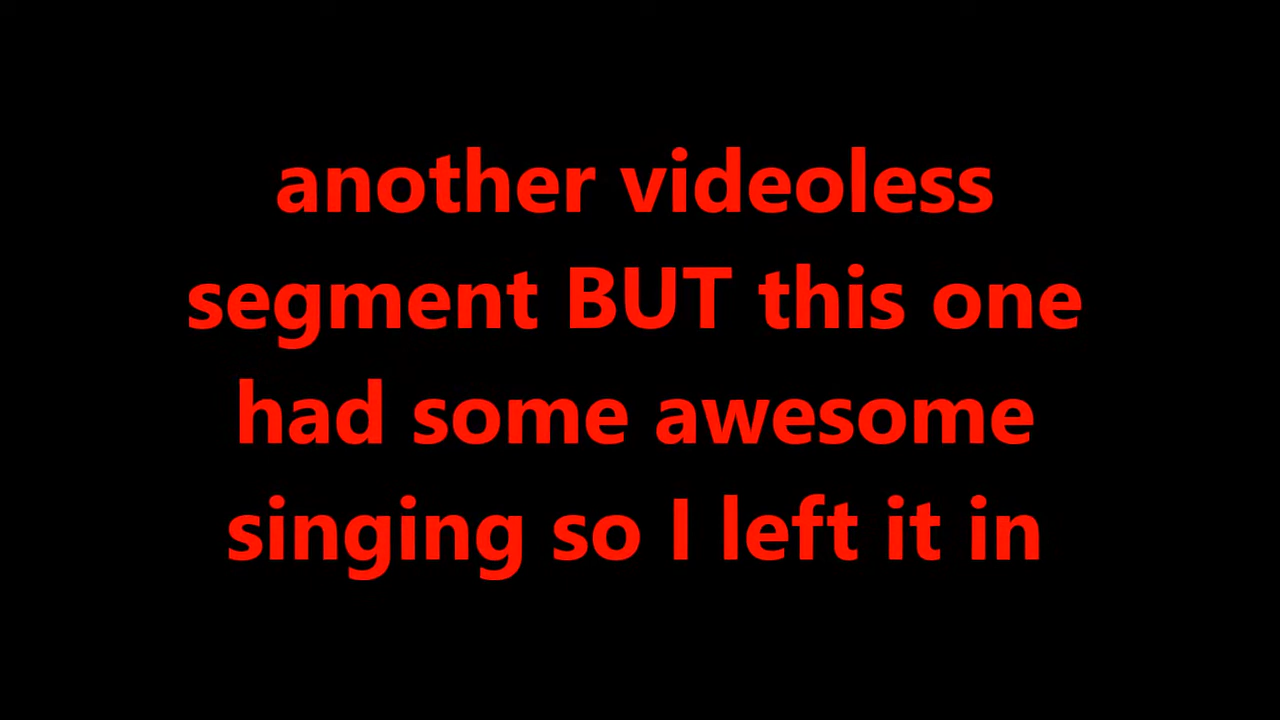 another videoless
segment BUT this one
had some awesome
singing so I left it in